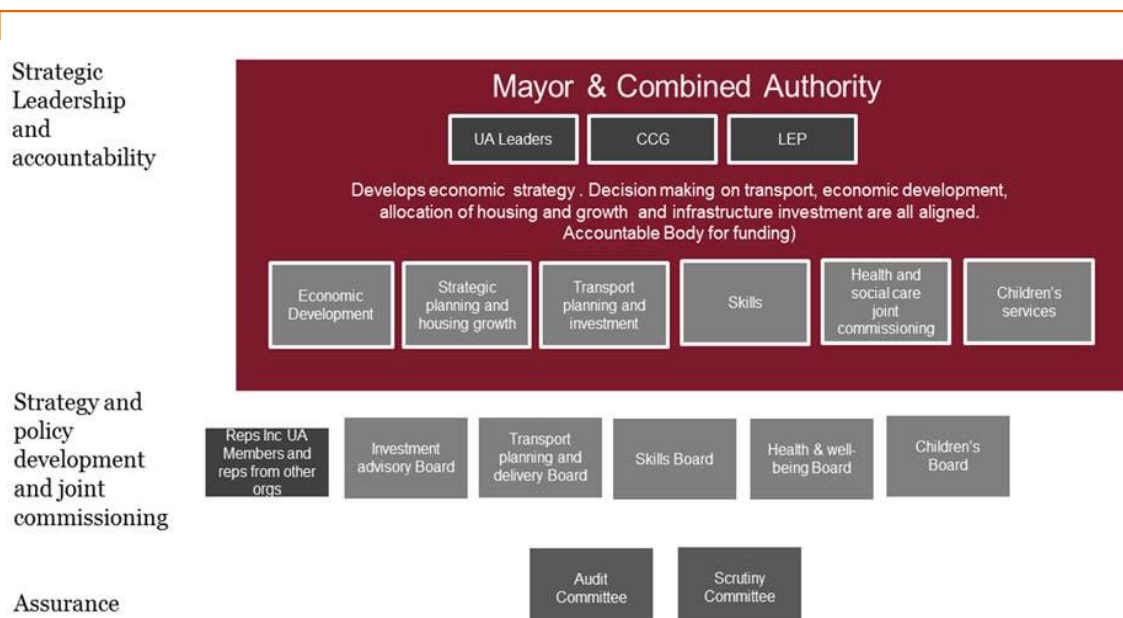 Strategic
Leadership
and
accountability
Mayor & Combined Authority
UA Leaders
CCG
LEP
Develops economic strategy . Decision making on transport, economic development,
allocation of housing and growth and infrastructure investment are all aligned.
Accountable Body for funding)
Economic
Development
Strategic
planning and
housing growth
Transport
planning and
investment
Skills
Health and
social care
joint
commissioning
Children's
services
Strategy and
policy
development
and joint
commissioning
Reps Inc UA
Members and
reps from other
orgs
Investment
advisory Board
Transport
planning and
delivery Board
Skills Board
Health & well-
being Board
Children's
Board
Assurance
Audit
Committee
Scrutiny
Committee